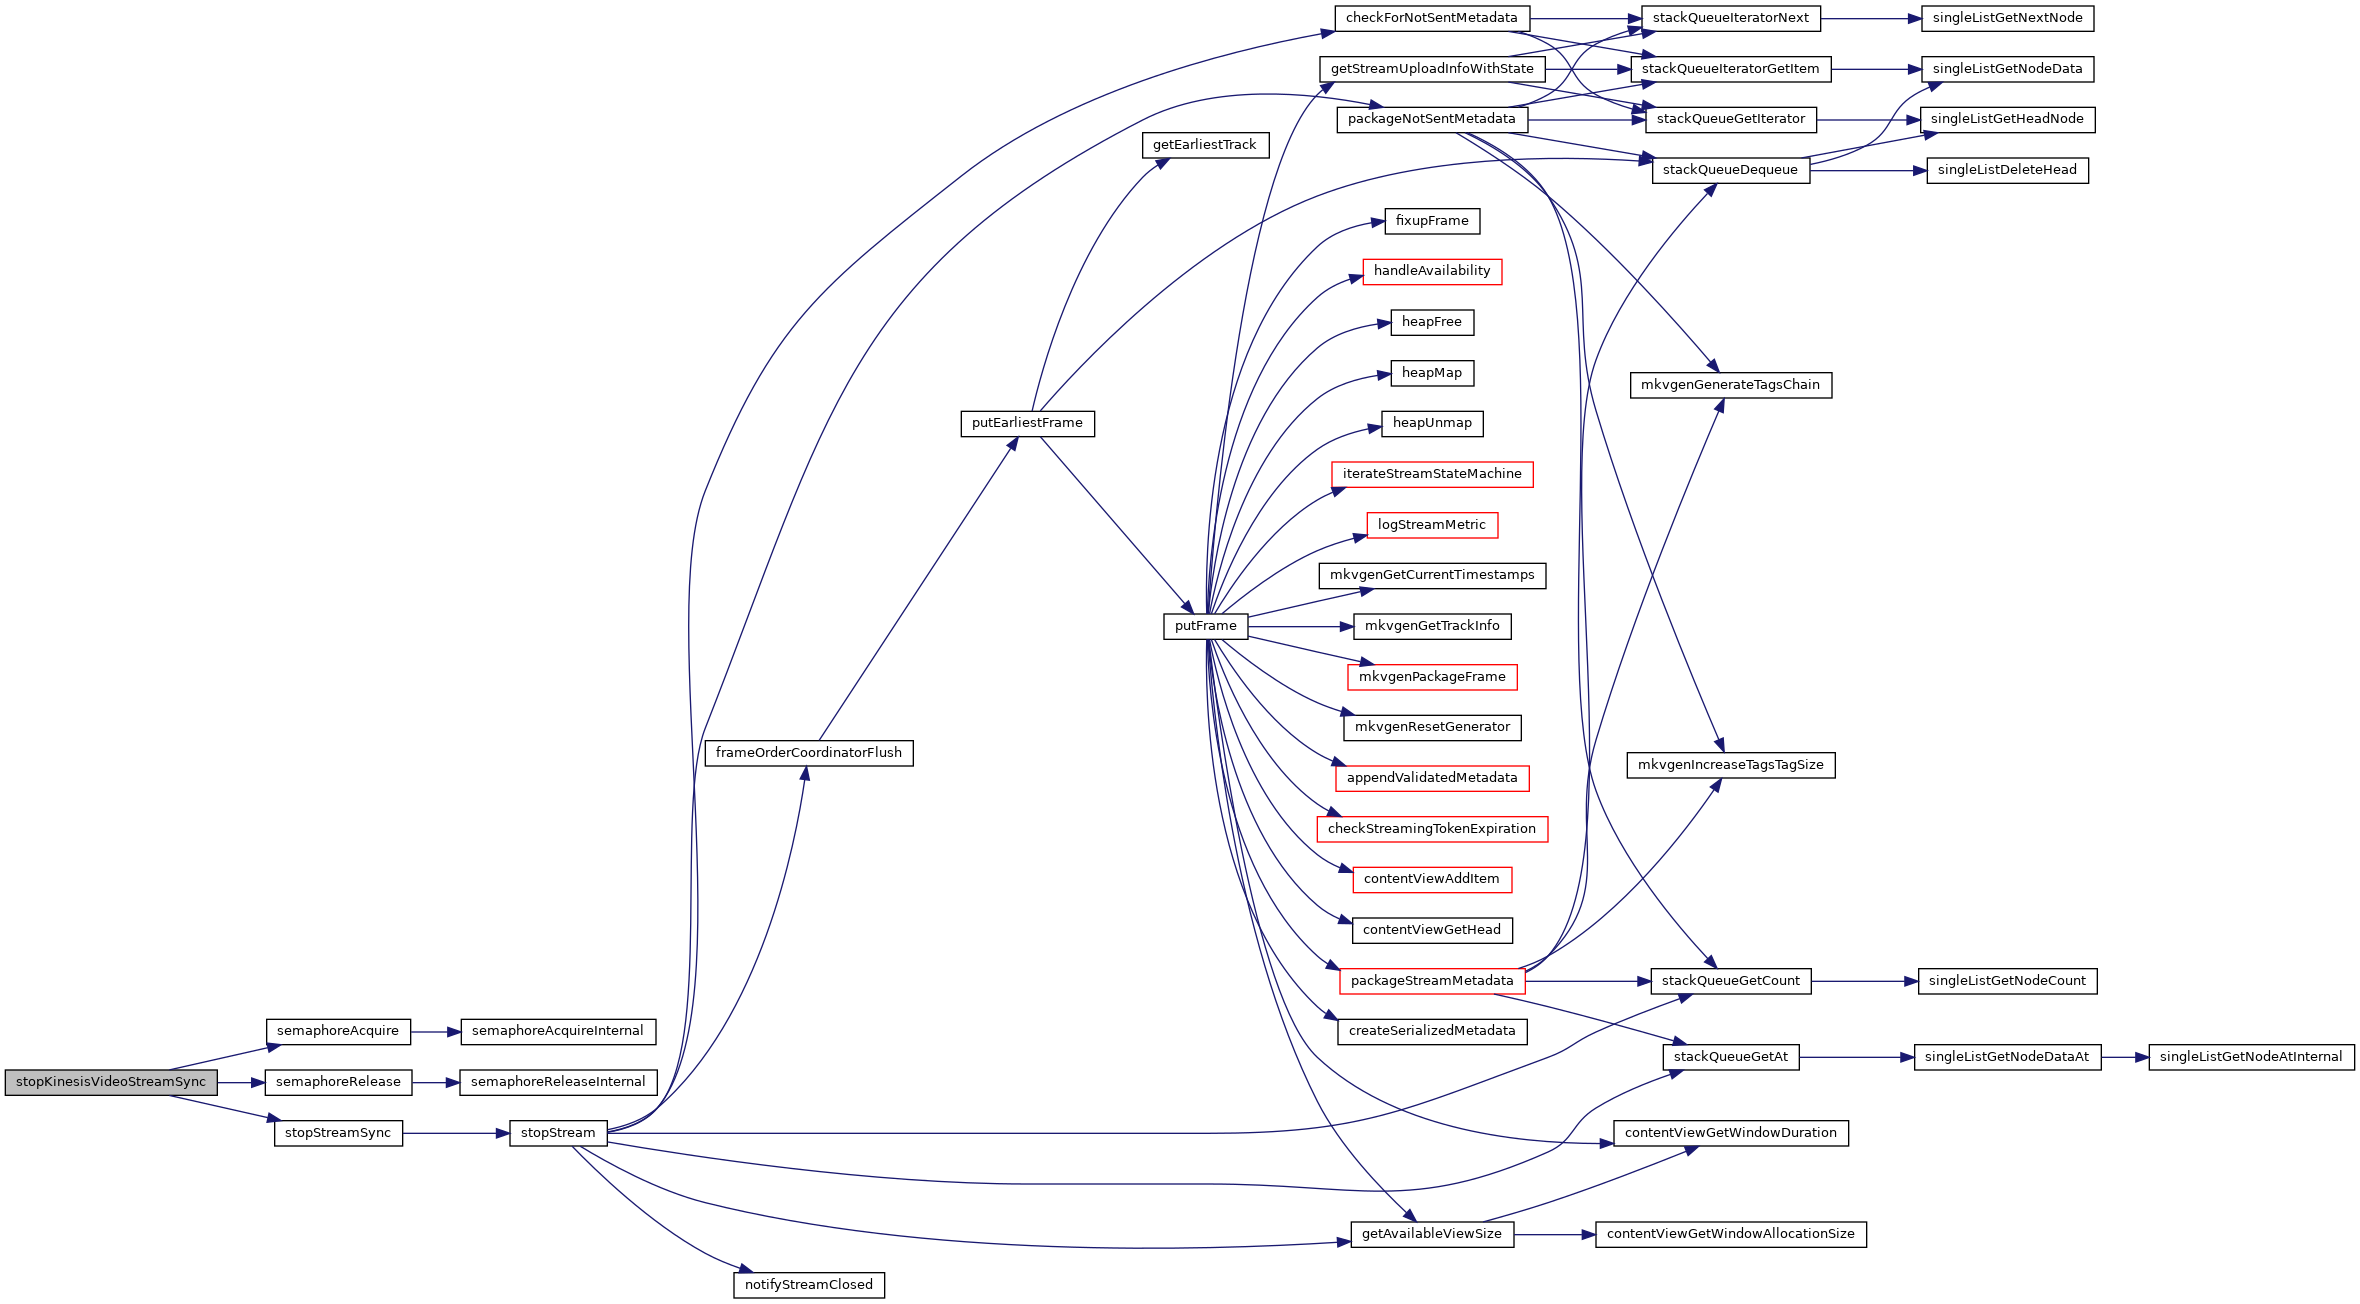 checkForNotSentMetadata
stackQueueIteratorNext
singleListGetNextNode
getStreamUploadInfoWithState
stackQueueIteratorGetItem
singleListGetNodeData
packageNotSentMetadata
stackQueueGetIterator
singleListGetHeadNode
getEarliestTrack
stackQueueDequeue
singleListDeleteHead
fixupFrame
handleAvailability
heapFree
heapMap
mkvgenGenerateTagsChain
putEarliestFrame
heapUnmap
iterateStreamStateMachine
logStreamMetric
mkvgenGetCurrentTimestamps
putFrame
mkvgenGetTrackInfo
mkvgenPackageFrame
mkvgenResetGenerator
frameOrderCoordinatorFlush
mkvgenIncreaseTagsTagSize
appendValidatedMetadata
checkStreamingTokenExpiration
contentViewAddItem
contentViewGetHead
packageStreamMetadata
stackQueueGetCount
singleListGetNodeCount
semaphoreAcquire
semaphoreAcquireInternal
createSerializedMetadata
stackQueueGetAt
singleListGetNodeDataAt
singleListGetNodeAtInternal
stopKinesisVideoStreamSync
semaphoreRelease
semaphoreReleaseInternal
stopStreamSync
stopStream
contentViewGetWindowDuration
getAvailableViewSize
contentViewGetWindowAllocationSize
notifyStreamClosed